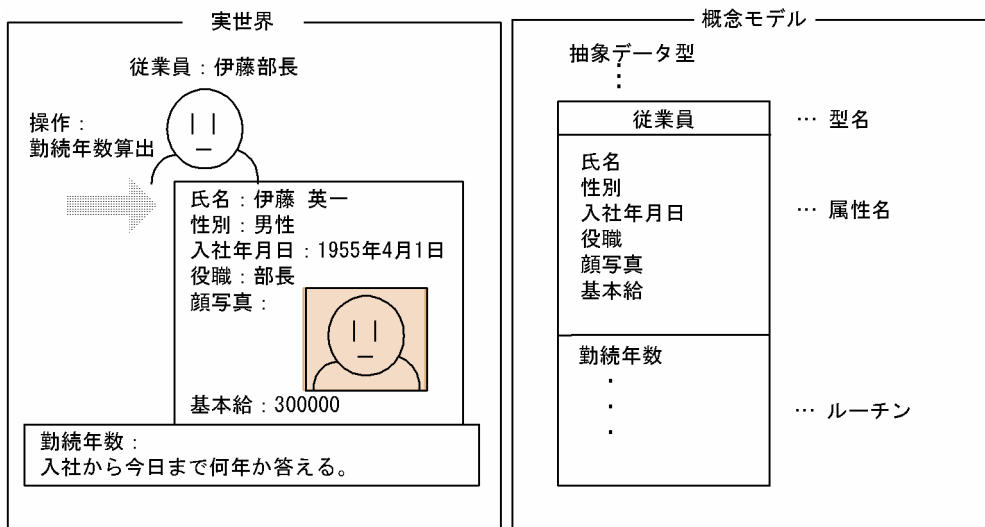 実世界
従業員：伊藤部長
操作：
勤続年数算出
氏名：伊藤 英一
性別：男性
入社年月日：1955年4月1日
役職：部長
顔写真：
基本給：300000
勤続年数：
入社から今日まで何年か答える。
概念モデル
抽象データ型
従業員
… 型名
氏名
性別
入社年月日
… 属性名
役職
顔写真
基本給
勤続年数
… ルーチン